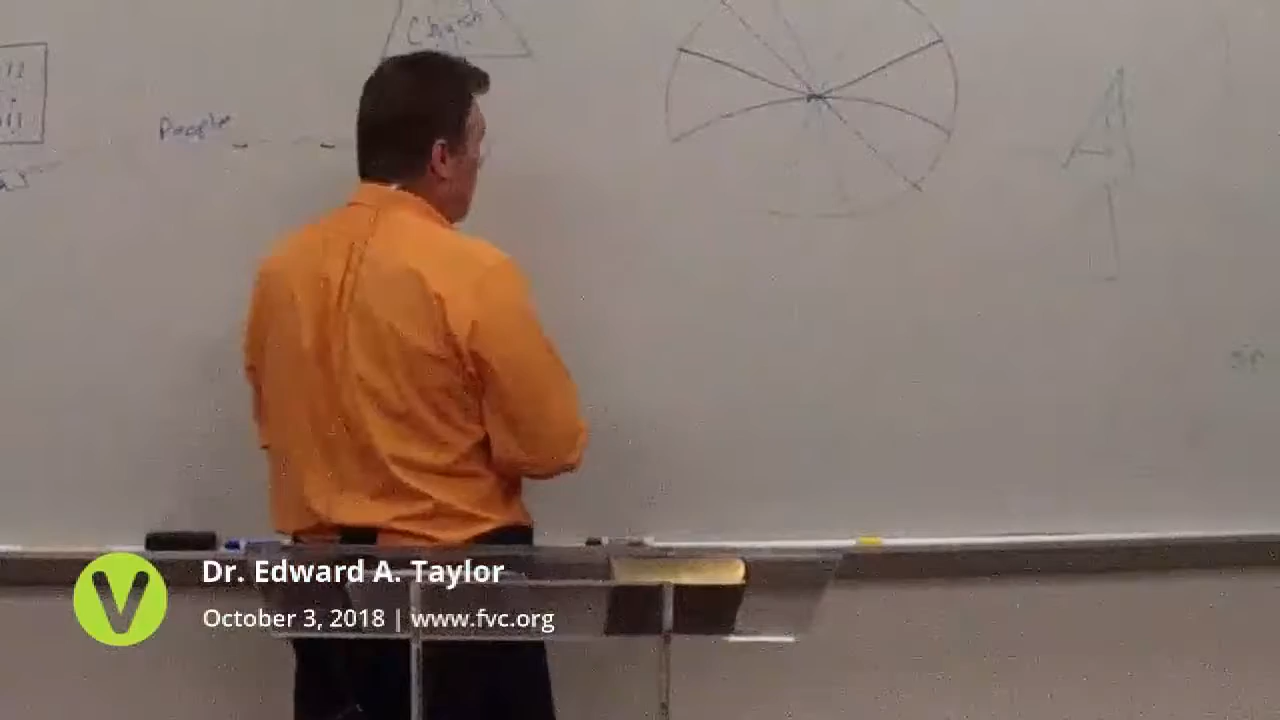 Church
People
V
Dr. Edward A. Taylor
October 3, 2018 | www.fvc.org